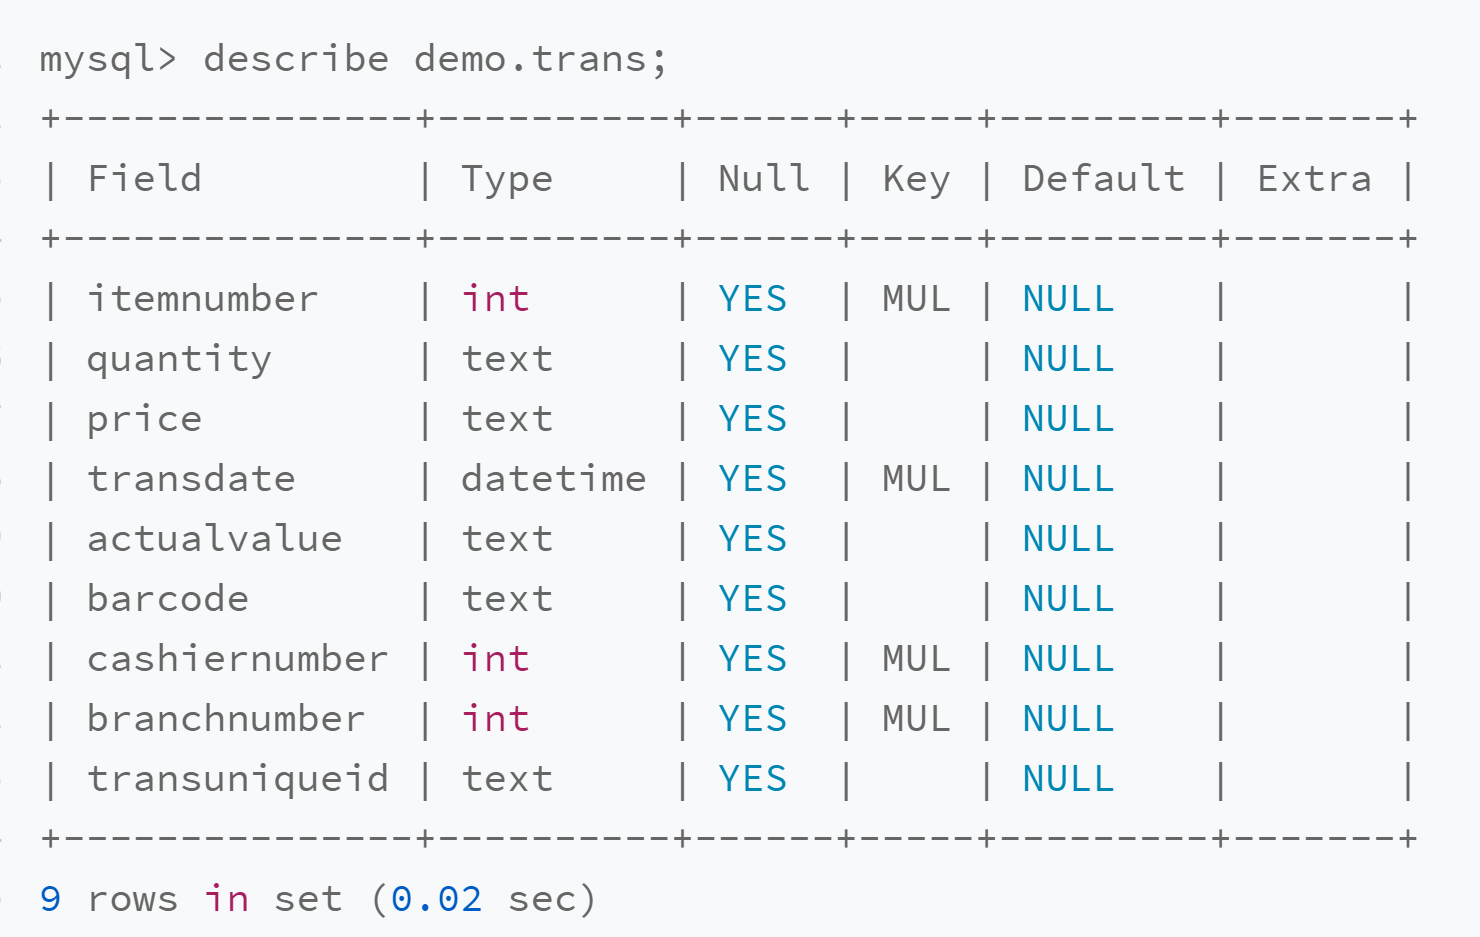 mysql> describe demo.trans;
+---------------+----------+------+-----+---------+-------+
| Field         | Type     | Null | Key | Default | Extra |
+---------------+----------+------+-----+---------+-------+
| itemnumber    | int      | YES  | MUL | NULL    |       |
| quantity      | text     | YES  |     | NULL    |       |
| price         | text     | YES  |     | NULL    |       |
| transdate     | datetime | YES  | MUL | NULL    |       |
| actualvalue   | text     | YES  |     | NULL    |       |
| barcode       | text     | YES  |     | NULL    |       |
| cashiernumber | int      | YES  | MUL | NULL    |       |
| branchnumber  | int      | YES  | MUL | NULL    |       |
| transuniqueid | text     | YES  |     | NULL    |       |
+---------------+----------+------+-----+---------+-------+
9 rows in set (0.02 sec)